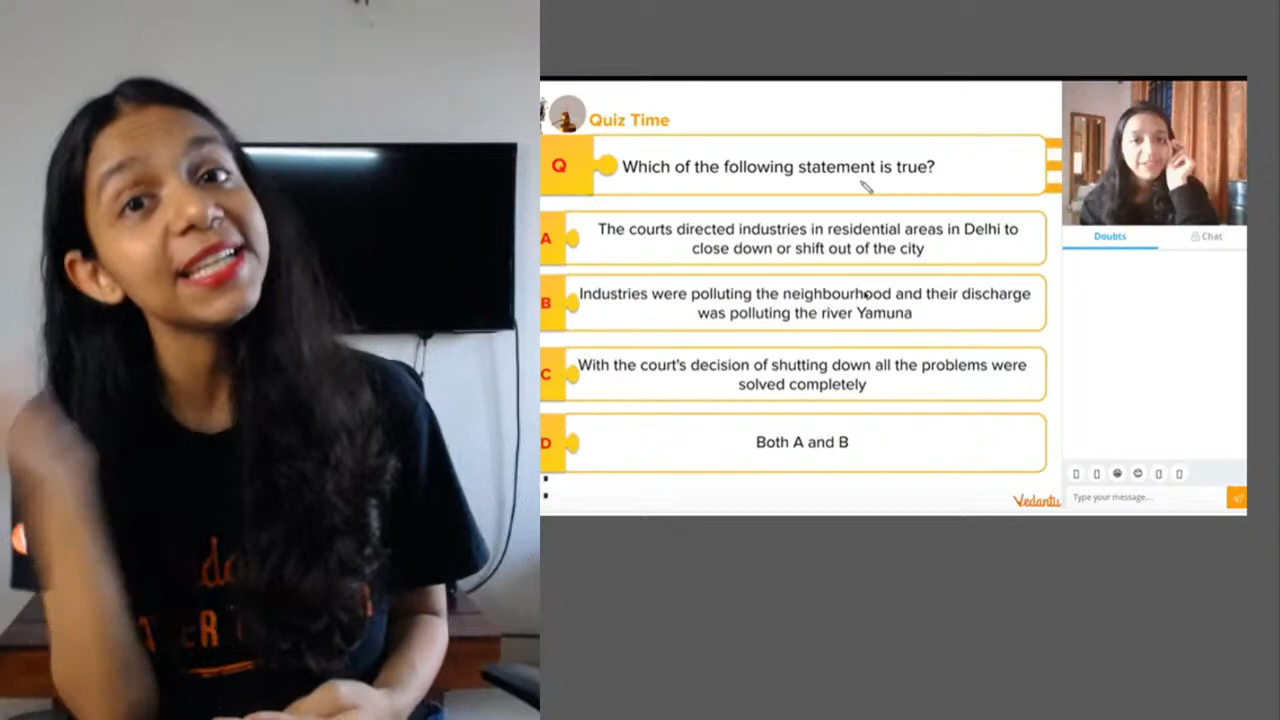 Quiz Time
Q
Which of the following statement is true?
A
The courts directed industries in residential areas in Delhi to
close down or shift out of the city
B
Industries were polluting the neighbourhood and their discharge
was polluting the river Yamuna
C
With the court's decision of shutting down all the problems were
solved completely
D
Both A and B
Vedantu
Doubts
Chat
Type your message...